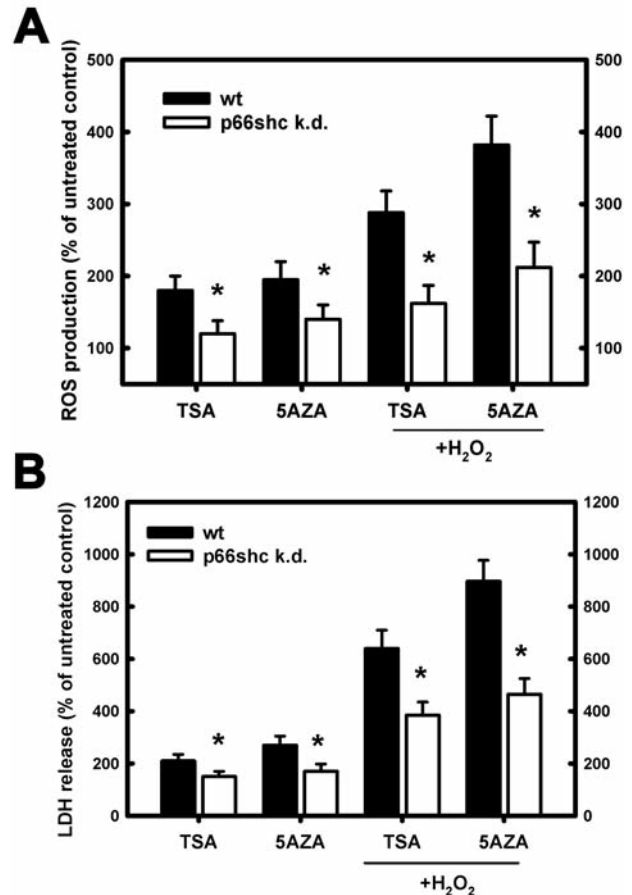 A
ROS production (% of untreated control)
500 500
wt
p66shc k.d.
400 400
300 300
* * * *
200 200
100 100
TSA 5AZA TSA 5AZA
+H₂O₂
B
LDH release (% of untreated control)
1200 1200
wt
1000 p66shc k.d. 1000
800 800
600 600
* * * *
400 400
200 200
0 0
TSA 5AZA TSA 5AZA
+H₂O₂